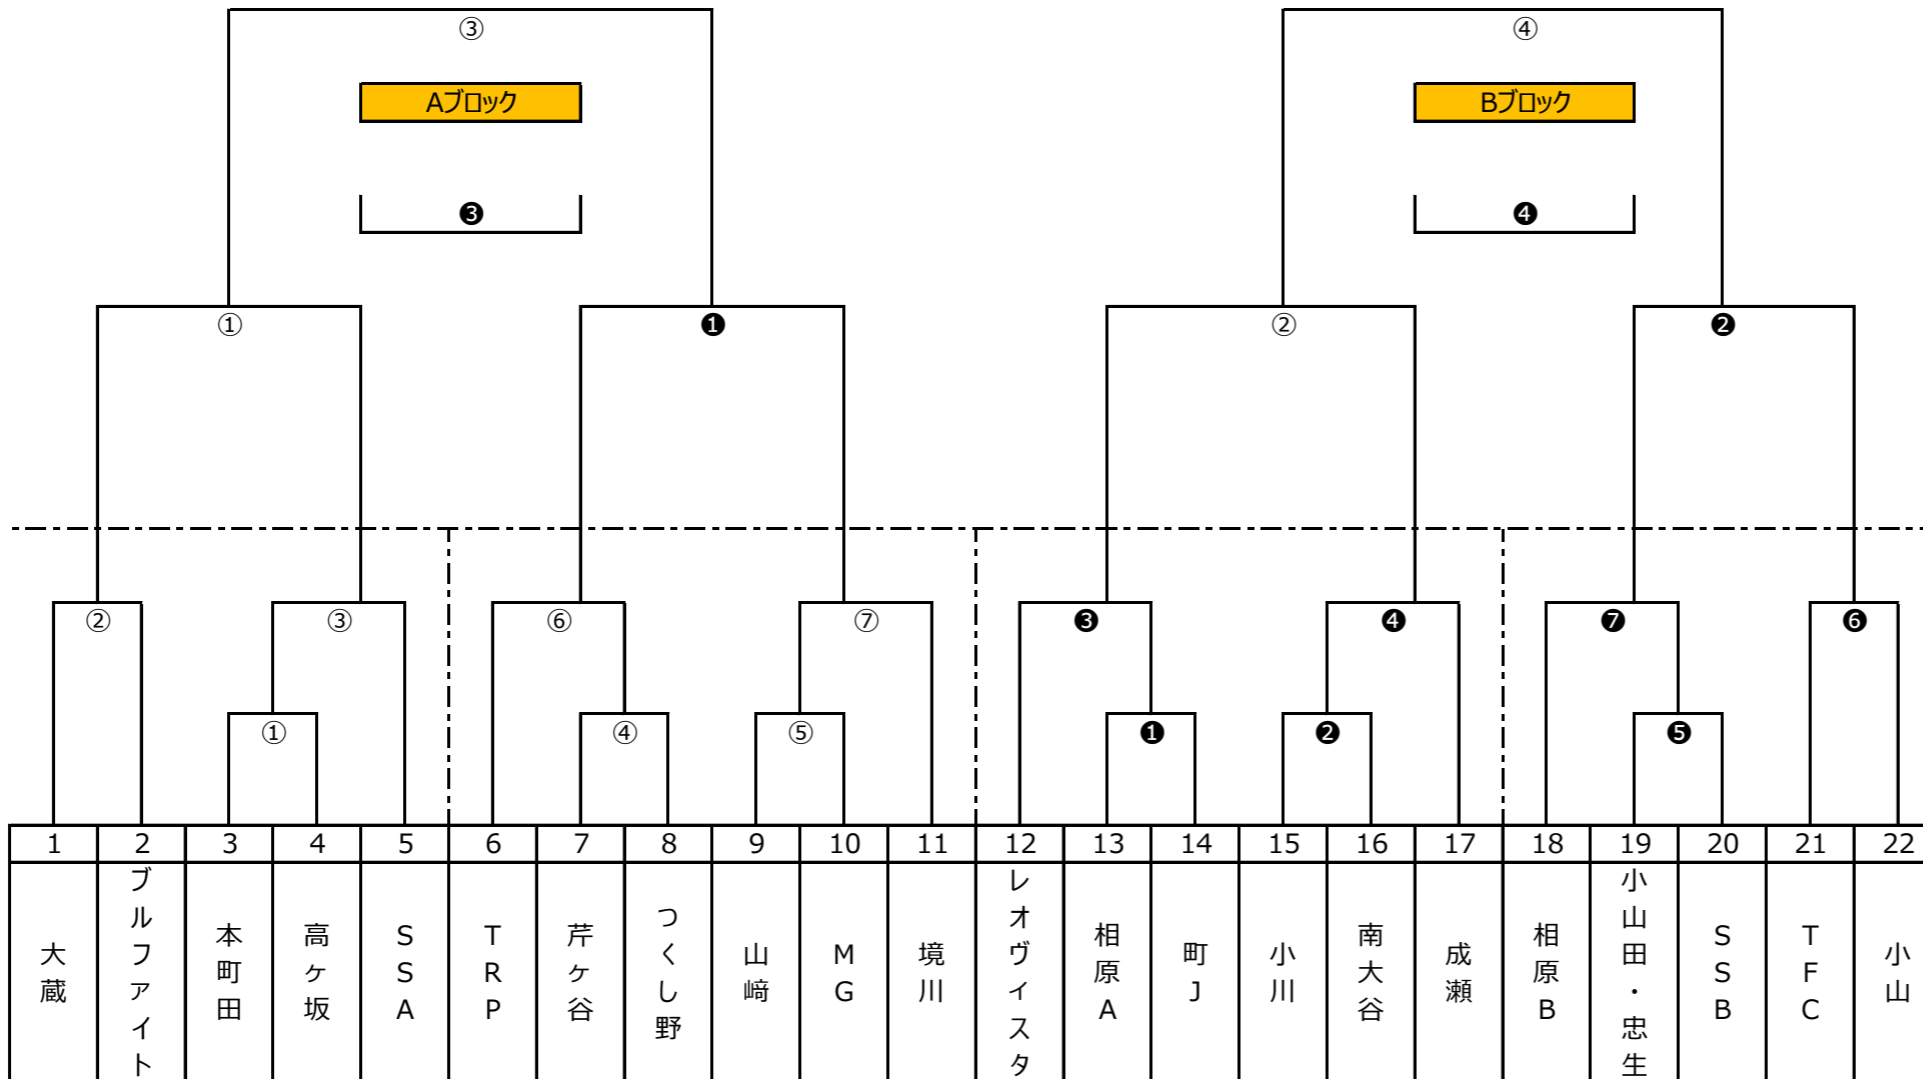 ③
④
Aブロック
Bブロック
❸
❹
①
❶
②
❷
②
③
⑥
⑦
❸
❹
❼
❻
①
④
⑤
❶
❷
❺
1 2 3 4 5 6 7 8 9 10 11 12 13 14 15 16 17 18 19 20 21 22
大蔵
ブルファイト
本町田
高ヶ坂
SSA
TRP
芹ヶ谷
つくし野
山﨑
MG
境川
レオヴィスタ
相原A
町J
小川
南大谷
成瀬
相原B
小山田・忠生
SSB
TFC
小山